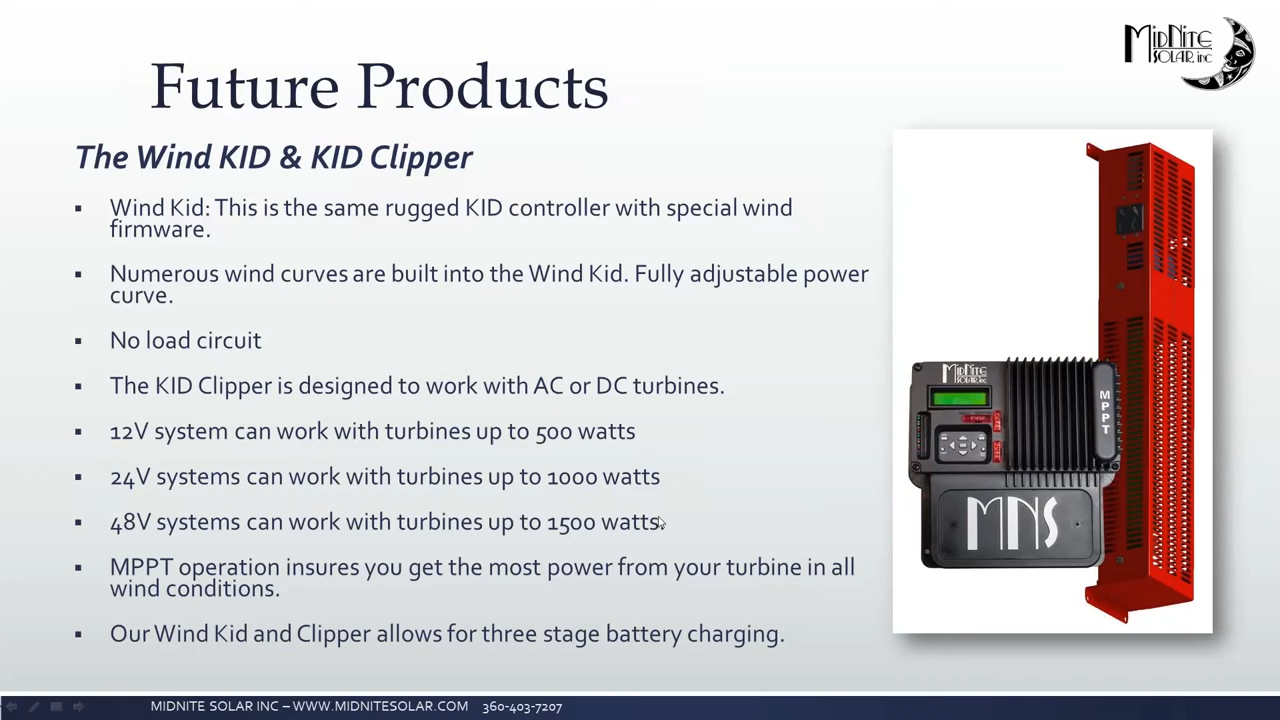 MIDNITE
SOLAR, INC
Future Products
The Wind KID & KID Clipper
▪ Wind Kid: This is the same rugged KID controller with special wind
firmware.
▪ Numerous wind curves are built into the Wind Kid. Fully adjustable power
curve.
▪ No load circuit
▪ The KID Clipper is designed to work with AC or DC turbines.
▪ 12V system can work with turbines up to 500 watts
▪ 24V systems can work with turbines up to 1000 watts
▪ 48V systems can work with turbines up to 1500 watts.
▪ MPPT operation insures you get the most power from your turbine in all
wind conditions.
▪ Our Wind Kid and Clipper allows for three stage battery charging.
MIDNITE
SOLAR, INC
MPPT
MNS
MIDNITE SOLAR INC – WWW.MIDNITESOLAR.COM 360-403-7207